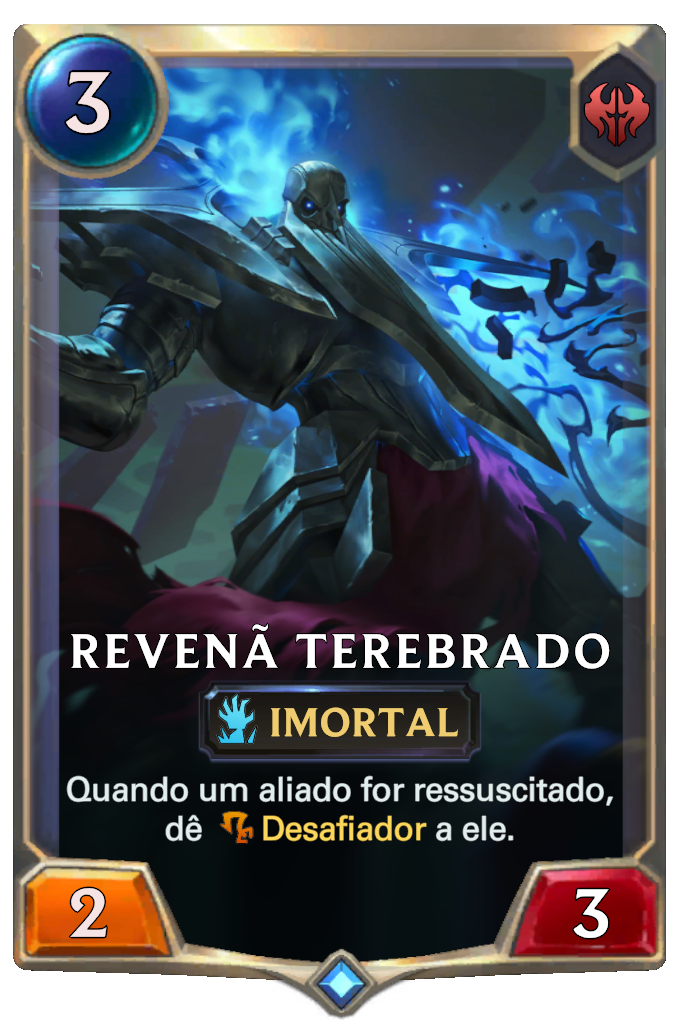 3
REVENÃ TEREBRADO
IMORTAL
Quando um aliado for ressuscitado,
dê Desafiador a ele.
2
3